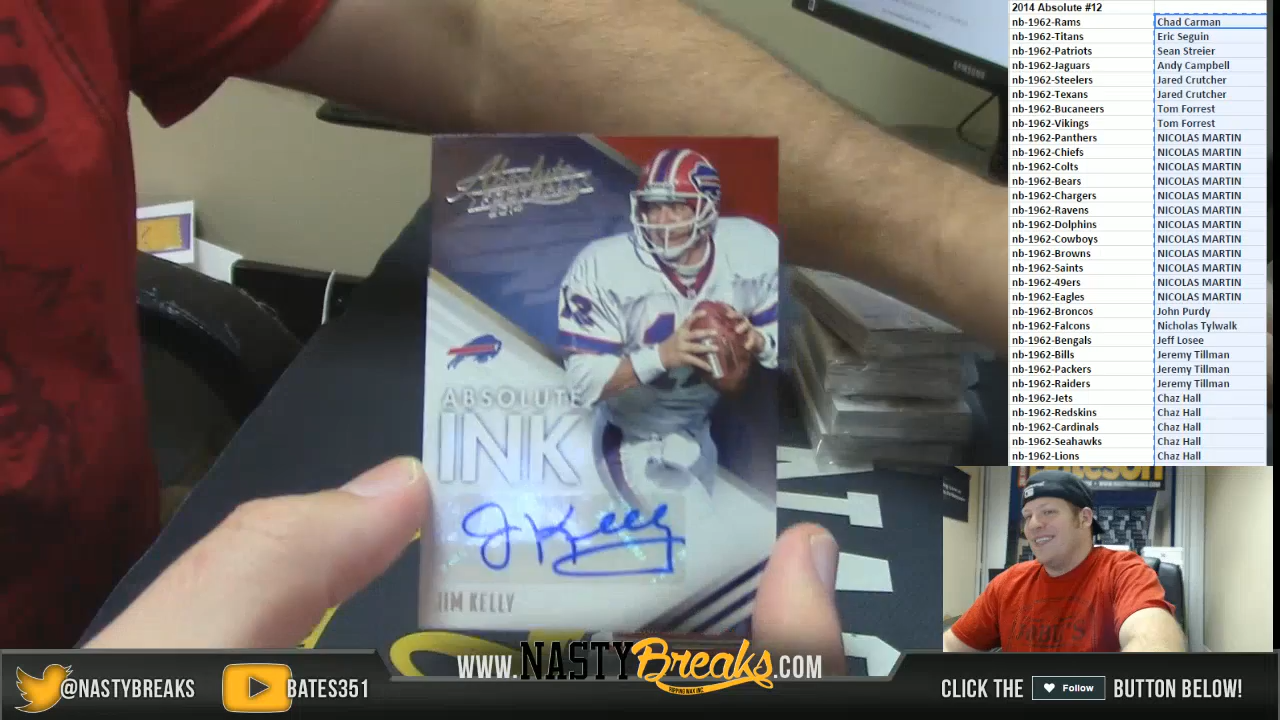 2014 Absolute #12
nb-1962-Rams Chad Carman
nb-1962-Titans Eric Seguin
nb-1962-Patriots Sean Streier
nb-1962-Jaguars Andy Campbell
nb-1962-Steelers Jared Crutcher
nb-1962-Texans Jared Crutcher
nb-1962-Bucaneers Tom Forrest
nb-1962-Vikings Tom Forrest
nb-1962-Panthers NICOLAS MARTIN
nb-1962-Chiefs NICOLAS MARTIN
nb-1962-Colts NICOLAS MARTIN
nb-1962-Bears NICOLAS MARTIN
nb-1962-Chargers NICOLAS MARTIN
nb-1962-Ravens NICOLAS MARTIN
nb-1962-Dolphins NICOLAS MARTIN
nb-1962-Cowboys NICOLAS MARTIN
nb-1962-Browns NICOLAS MARTIN
nb-1962-Saints NICOLAS MARTIN
nb-1962-49ers NICOLAS MARTIN
nb-1962-Eagles NICOLAS MARTIN
nb-1962-Broncos John Purdy
nb-1962-Falcons Nicholas Tylwalk
nb-1962-Bengals Jeff Losee
nb-1962-Bills Jeremy Tillman
nb-1962-Packers Jeremy Tillman
nb-1962-Raiders Jeremy Tillman
nb-1962-Jets Chaz Hall
nb-1962-Redskins Chaz Hall
nb-1962-Cardinals Chaz Hall
nb-1962-Seahawks Chaz Hall
nb-1962-Lions Chaz Hall
SAMSUNG
Absolute
12
ABSOLUTE
INK
J Kelly
JIM KELLY
@NASTYBREAKS
BATES351
WWW.NASTYBreaks.COM
RIPPING WAX INC.
CLICK THE Follow BUTTON BELOW!